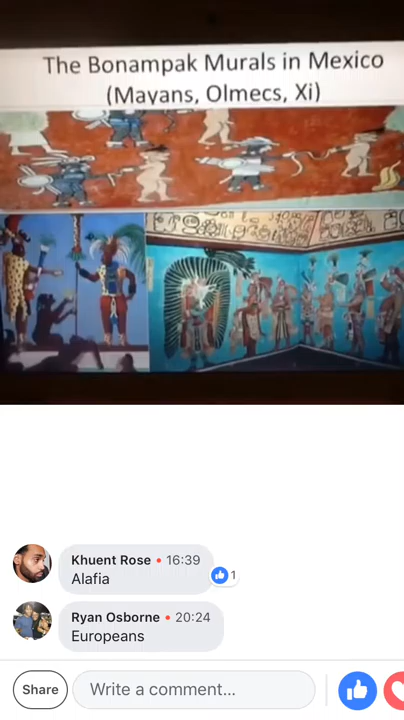 The Bonampak Murals in Mexico
(Mayans, Olmecs, Xi)
Khuent Rose • 16:39
Alafia
1
Ryan Osborne • 20:24
Europeans
Share
Write a comment...